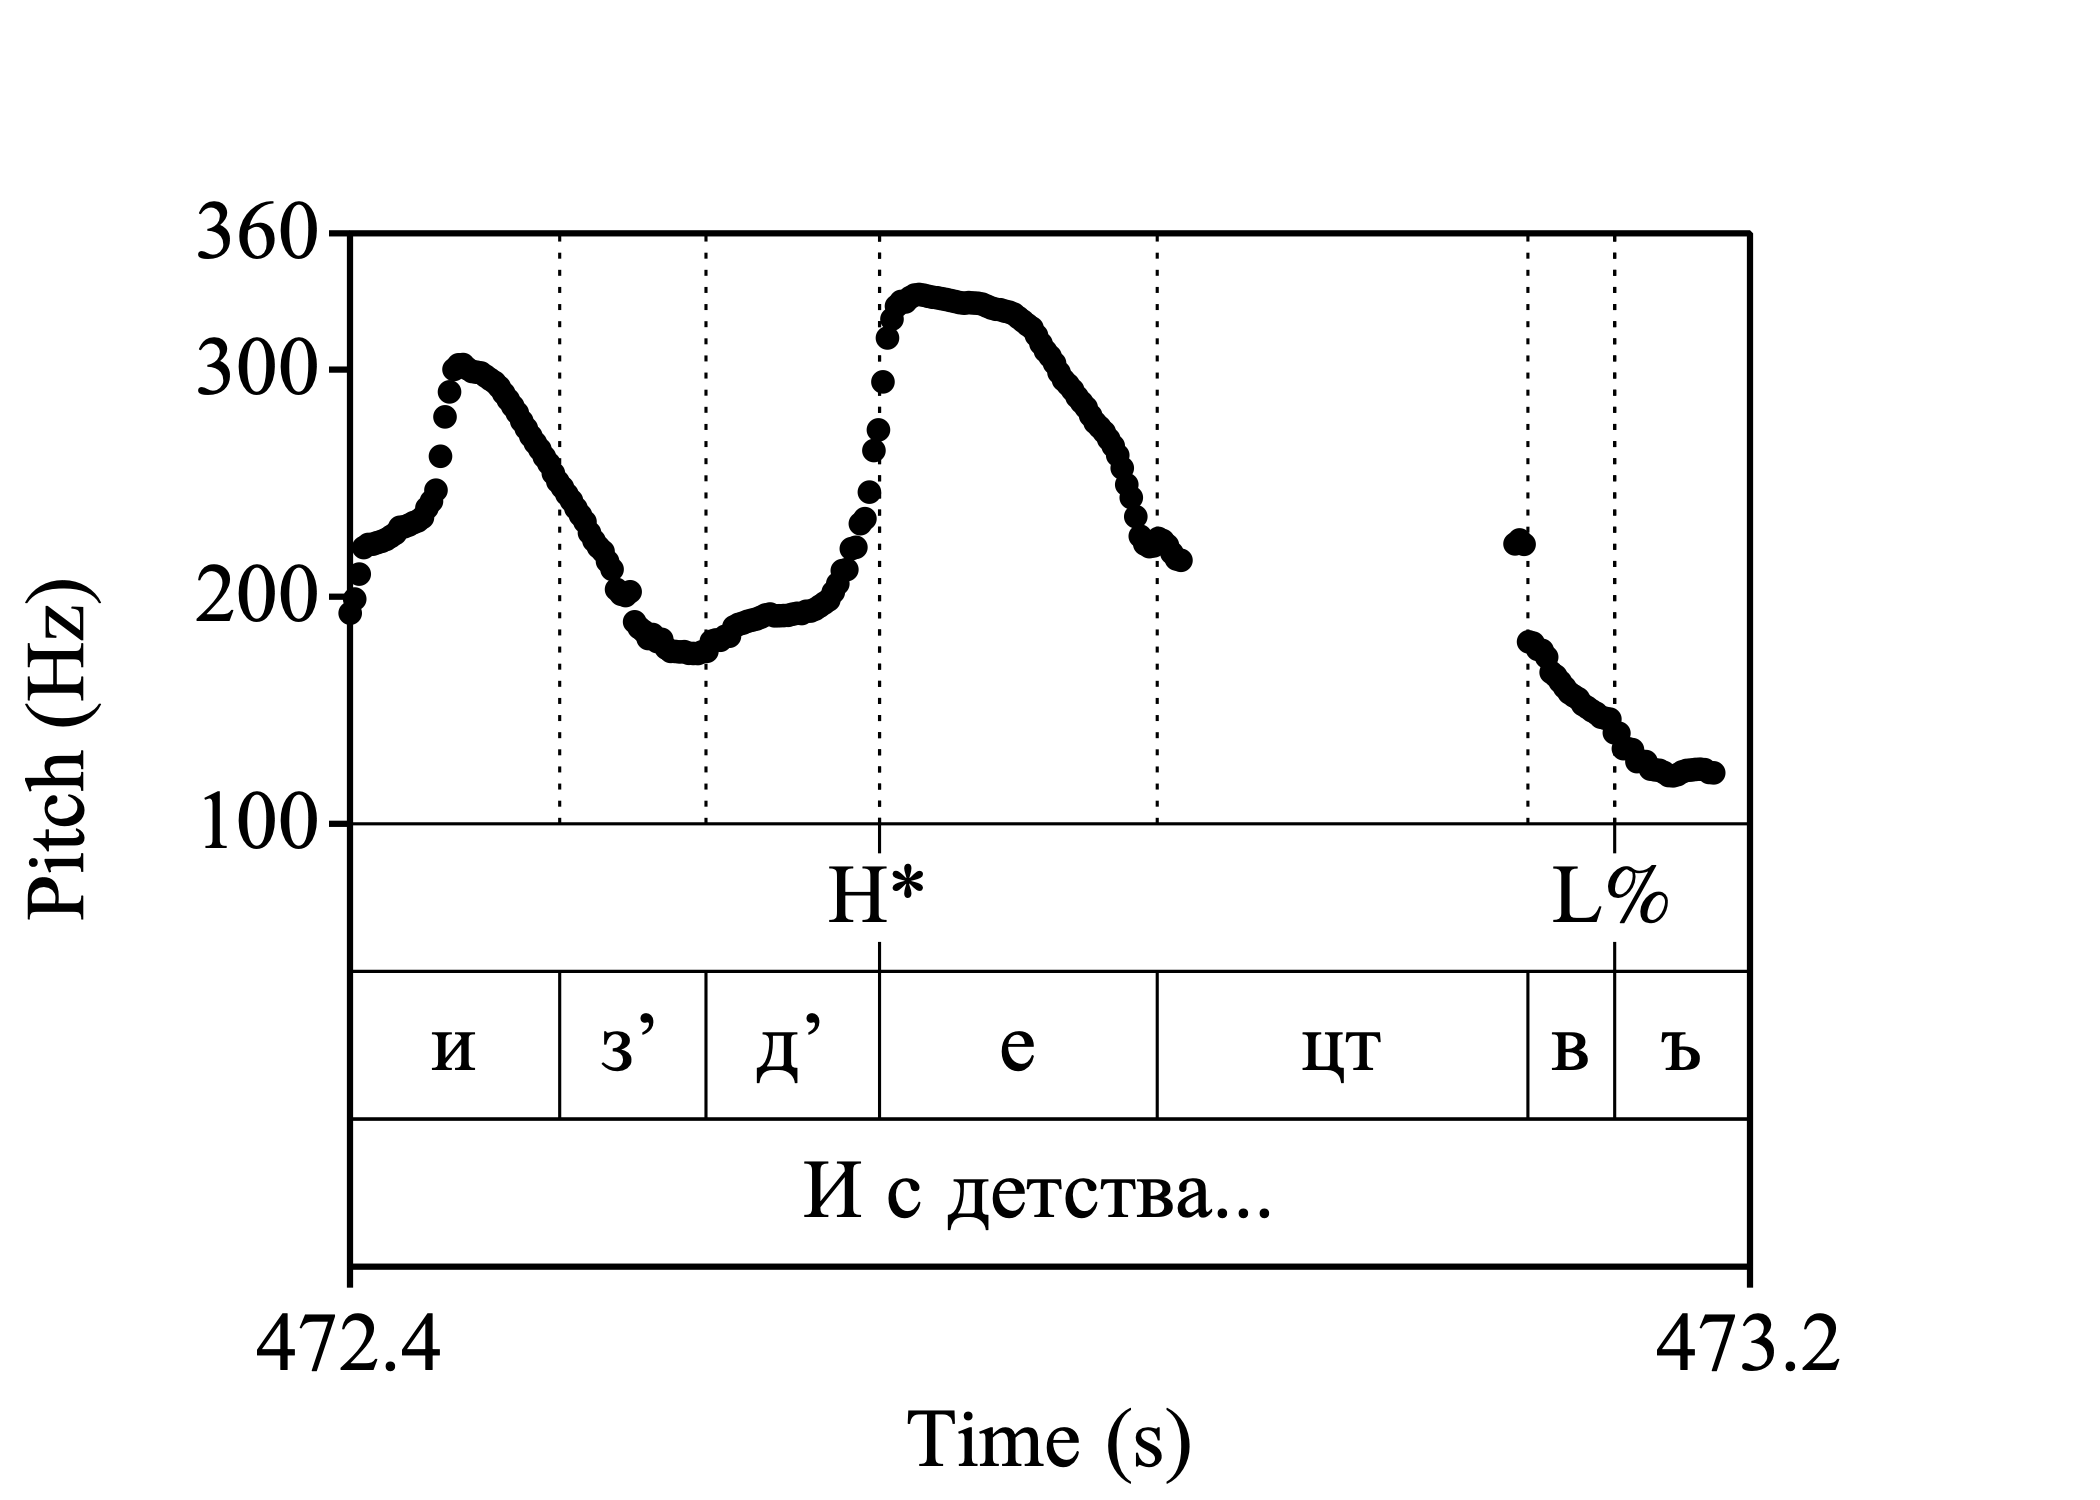 360
300
200
100
Pitch (Hz)
H* L%
и з’ д’ е цт в ъ
И с детства...
472.4 473.2
Time (s)